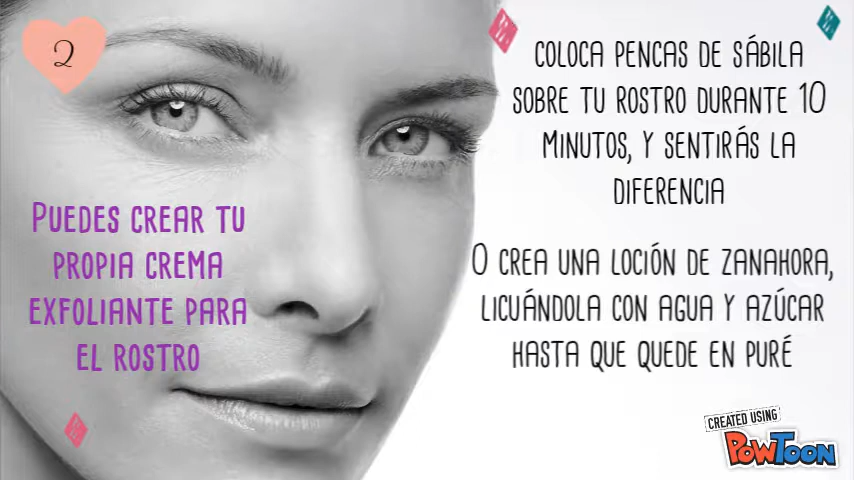 2
PUEDES CREAR TU
PROPIA CREMA
EXFOLIANTE PARA
EL ROSTRO
COLOCA PENCAS DE SÁBILA
SOBRE TU ROSTRO DURANTE 10
MINUTOS, Y SENTIRÁS LA
DIFERENCIA
O CREA UNA LOCIÓN DE ZANAHORA,
LICUÁNDOLA CON AGUA Y AZÚCAR
HASTA QUE QUEDE EN PURÉ
CREATED USING
POWTOON